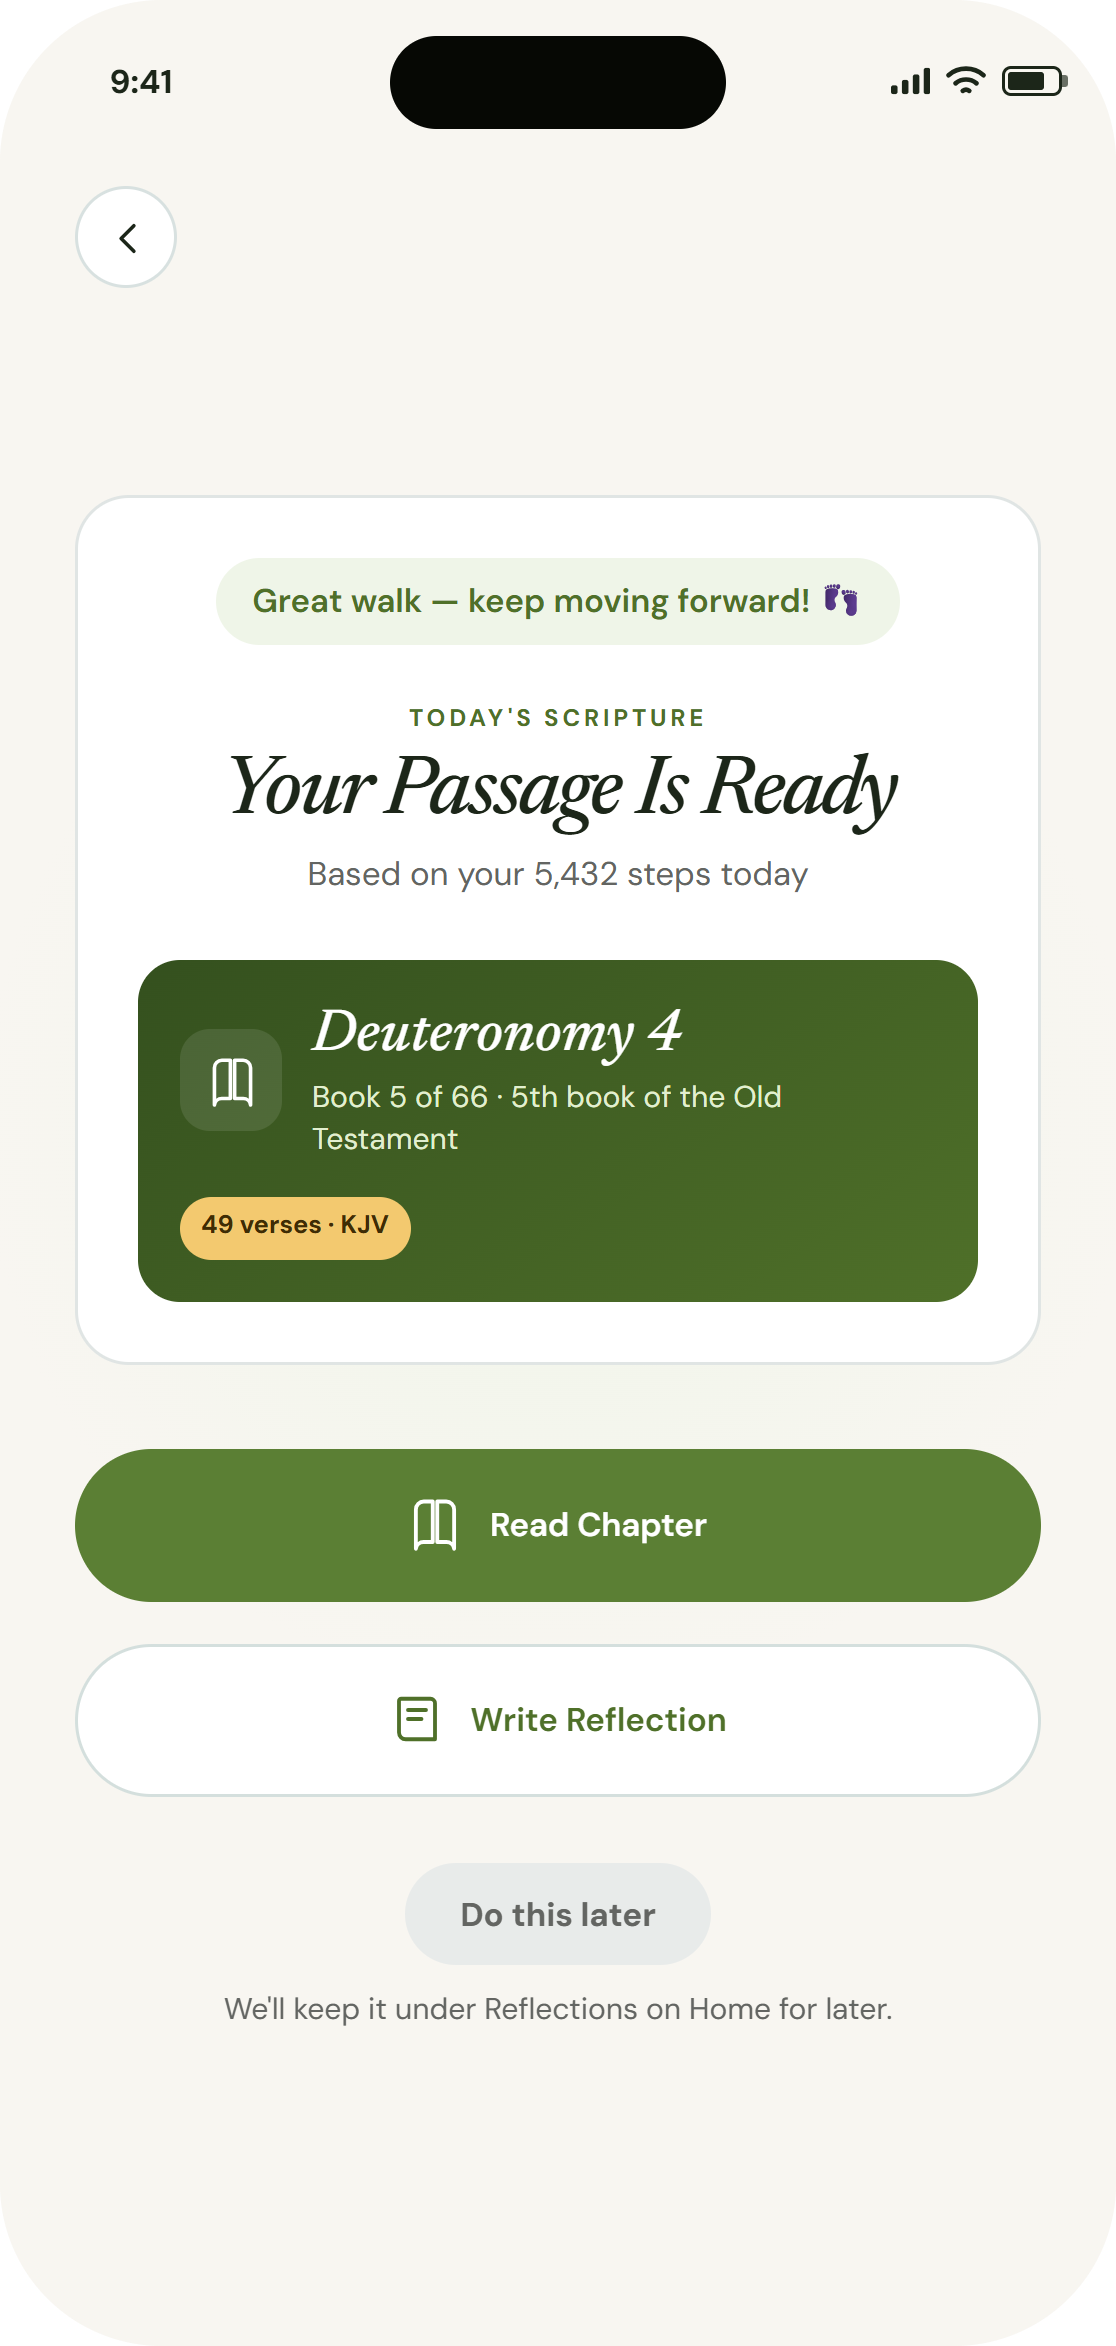 9:41
Great walk — keep moving forward! 👣
TODAY'S SCRIPTURE
Your Passage Is Ready
Based on your 5,432 steps today
Deuteronomy 4
Book 5 of 66 · 5th book of the Old
Testament
49 verses · KJV
Read Chapter
Write Reflection
Do this later
We'll keep it under Reflections on Home for later.